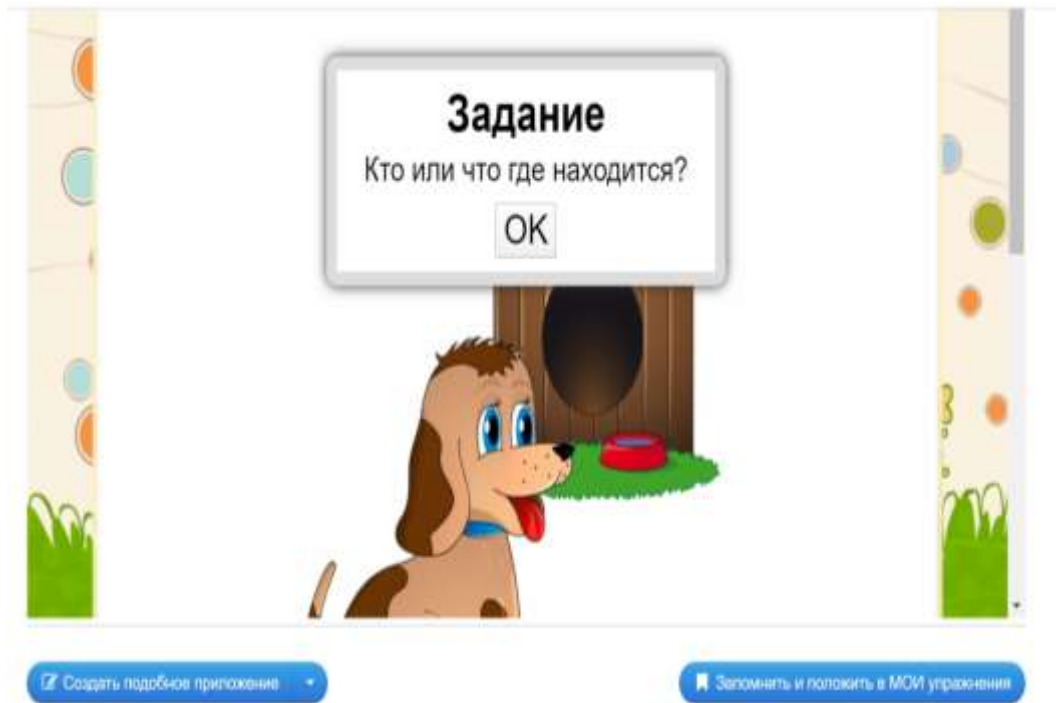 Задание
Кто или что где находится?
OK
Создать подобное приложение
Запомнить и положить в МОИ упражнения